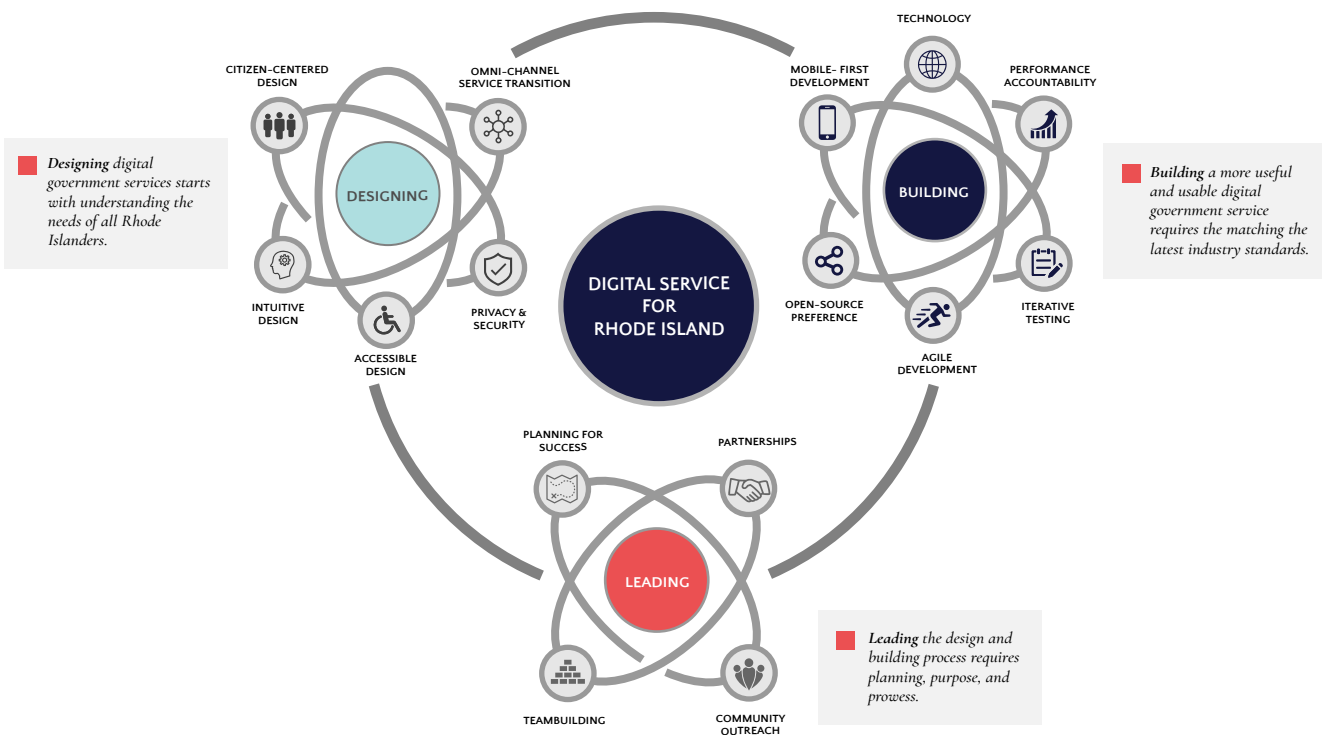 TECHNOLOGY
CITIZEN-CENTERED
DESIGN
OMNI-CHANNEL
SERVICE TRANSITION
MOBILE- FIRST
DEVELOPMENT
PERFORMANCE
ACCOUNTABILITY
Designing digital
government services starts
with understanding the
needs of all Rhode
Islanders.
DESIGNING
BUILDING
Building a more useful
and usable digital
government service
requires the matching the
latest industry standards.
INTUITIVE
DESIGN
PRIVACY &
SECURITY
ACCESSIBLE
DESIGN
DIGITAL SERVICE
FOR
RHODE ISLAND
OPEN-SOURCE
PREFERENCE
ITERATIVE
TESTING
AGILE
DEVELOPMENT
PLANNING FOR
SUCCESS
PARTNERSHIPS
LEADING
Leading the design and
building process requires
planning, purpose, and
prowess.
TEAMBUILDING
COMMUNITY
OUTREACH